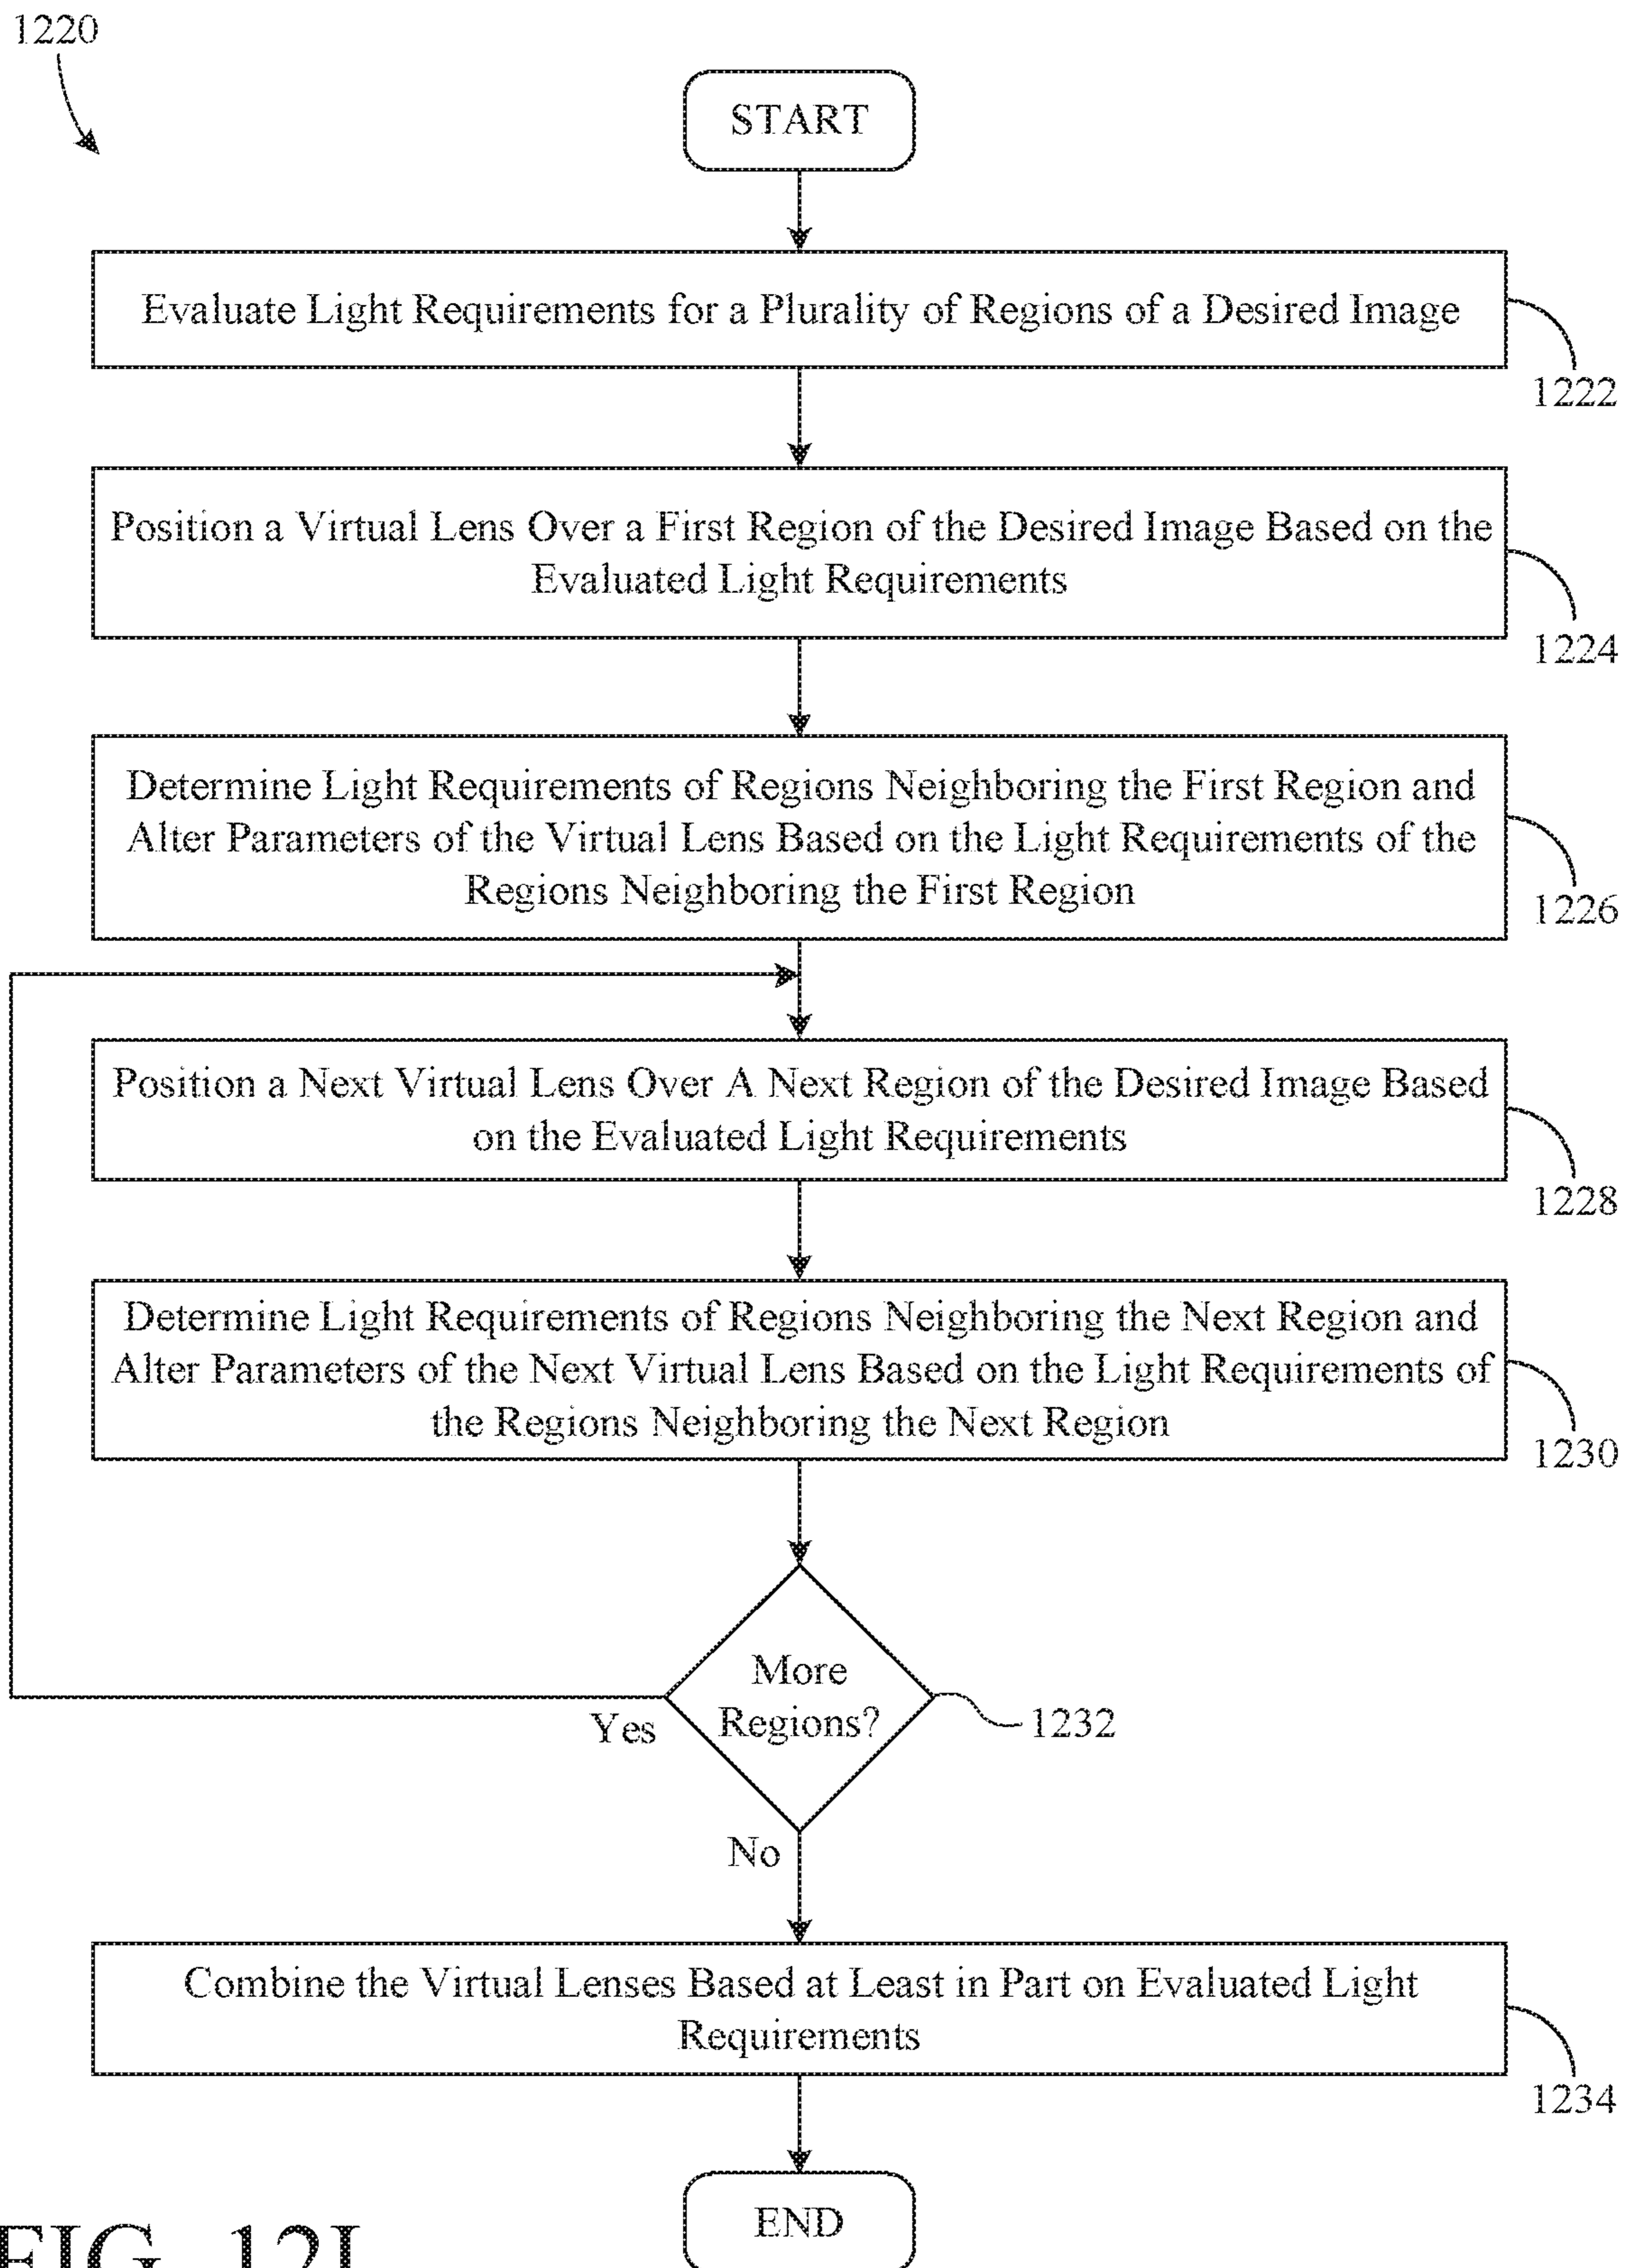 1220
START
Evaluate Light Requirements for a Plurality of Regions of a Desired Image
1222
Position a Virtual Lens Over a First Region of the Desired Image Based on the
Evaluated Light Requirements
1224
Determine Light Requirements of Regions Neighboring the First Region and
Alter Parameters of the Virtual Lens Based on the Light Requirements of the
Regions Neighboring the First Region
1226
Position a Next Virtual Lens Over A Next Region of the Desired Image Based
on the Evaluated Light Requirements
1228
Determine Light Requirements of Regions Neighboring the Next Region and
Alter Parameters of the Next Virtual Lens Based on the Light Requirements of
the Regions Neighboring the Next Region
1230
More
Regions?
1232
Yes
No
Combine the Virtual Lenses Based at Least in Part on Evaluated Light
Requirements
1234
END
FIG. 12I